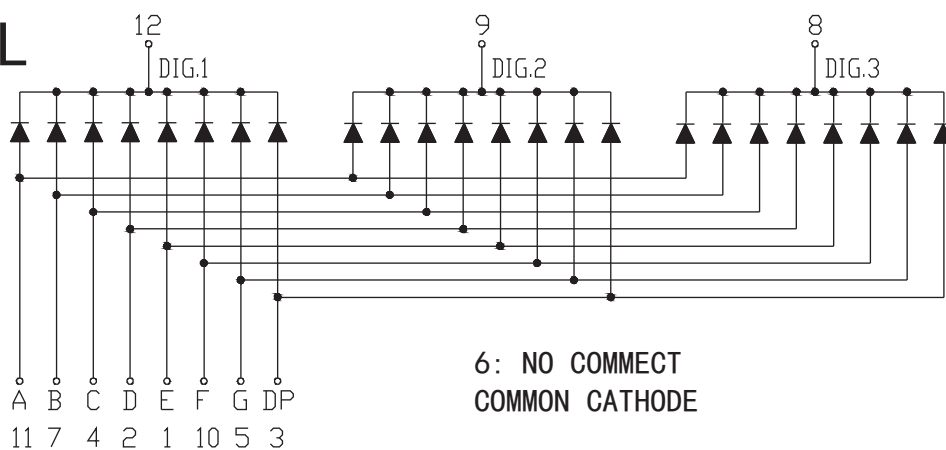 12 9 8
L
DIG.1 DIG.2 DIG.3
6: NO COMMECT
COMMON CATHODE
A B C D E F G DP
11 7 4 2 1 10 5 3